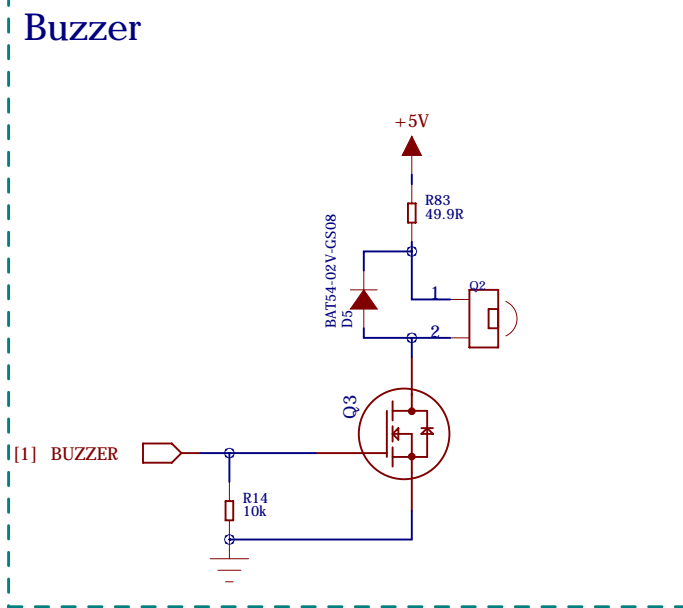 Buzzer
+5V
R83
49.9R
BAT54-02V-GS08
D5
1
Q2
2
Q3
[1] BUZZER
R14
10k